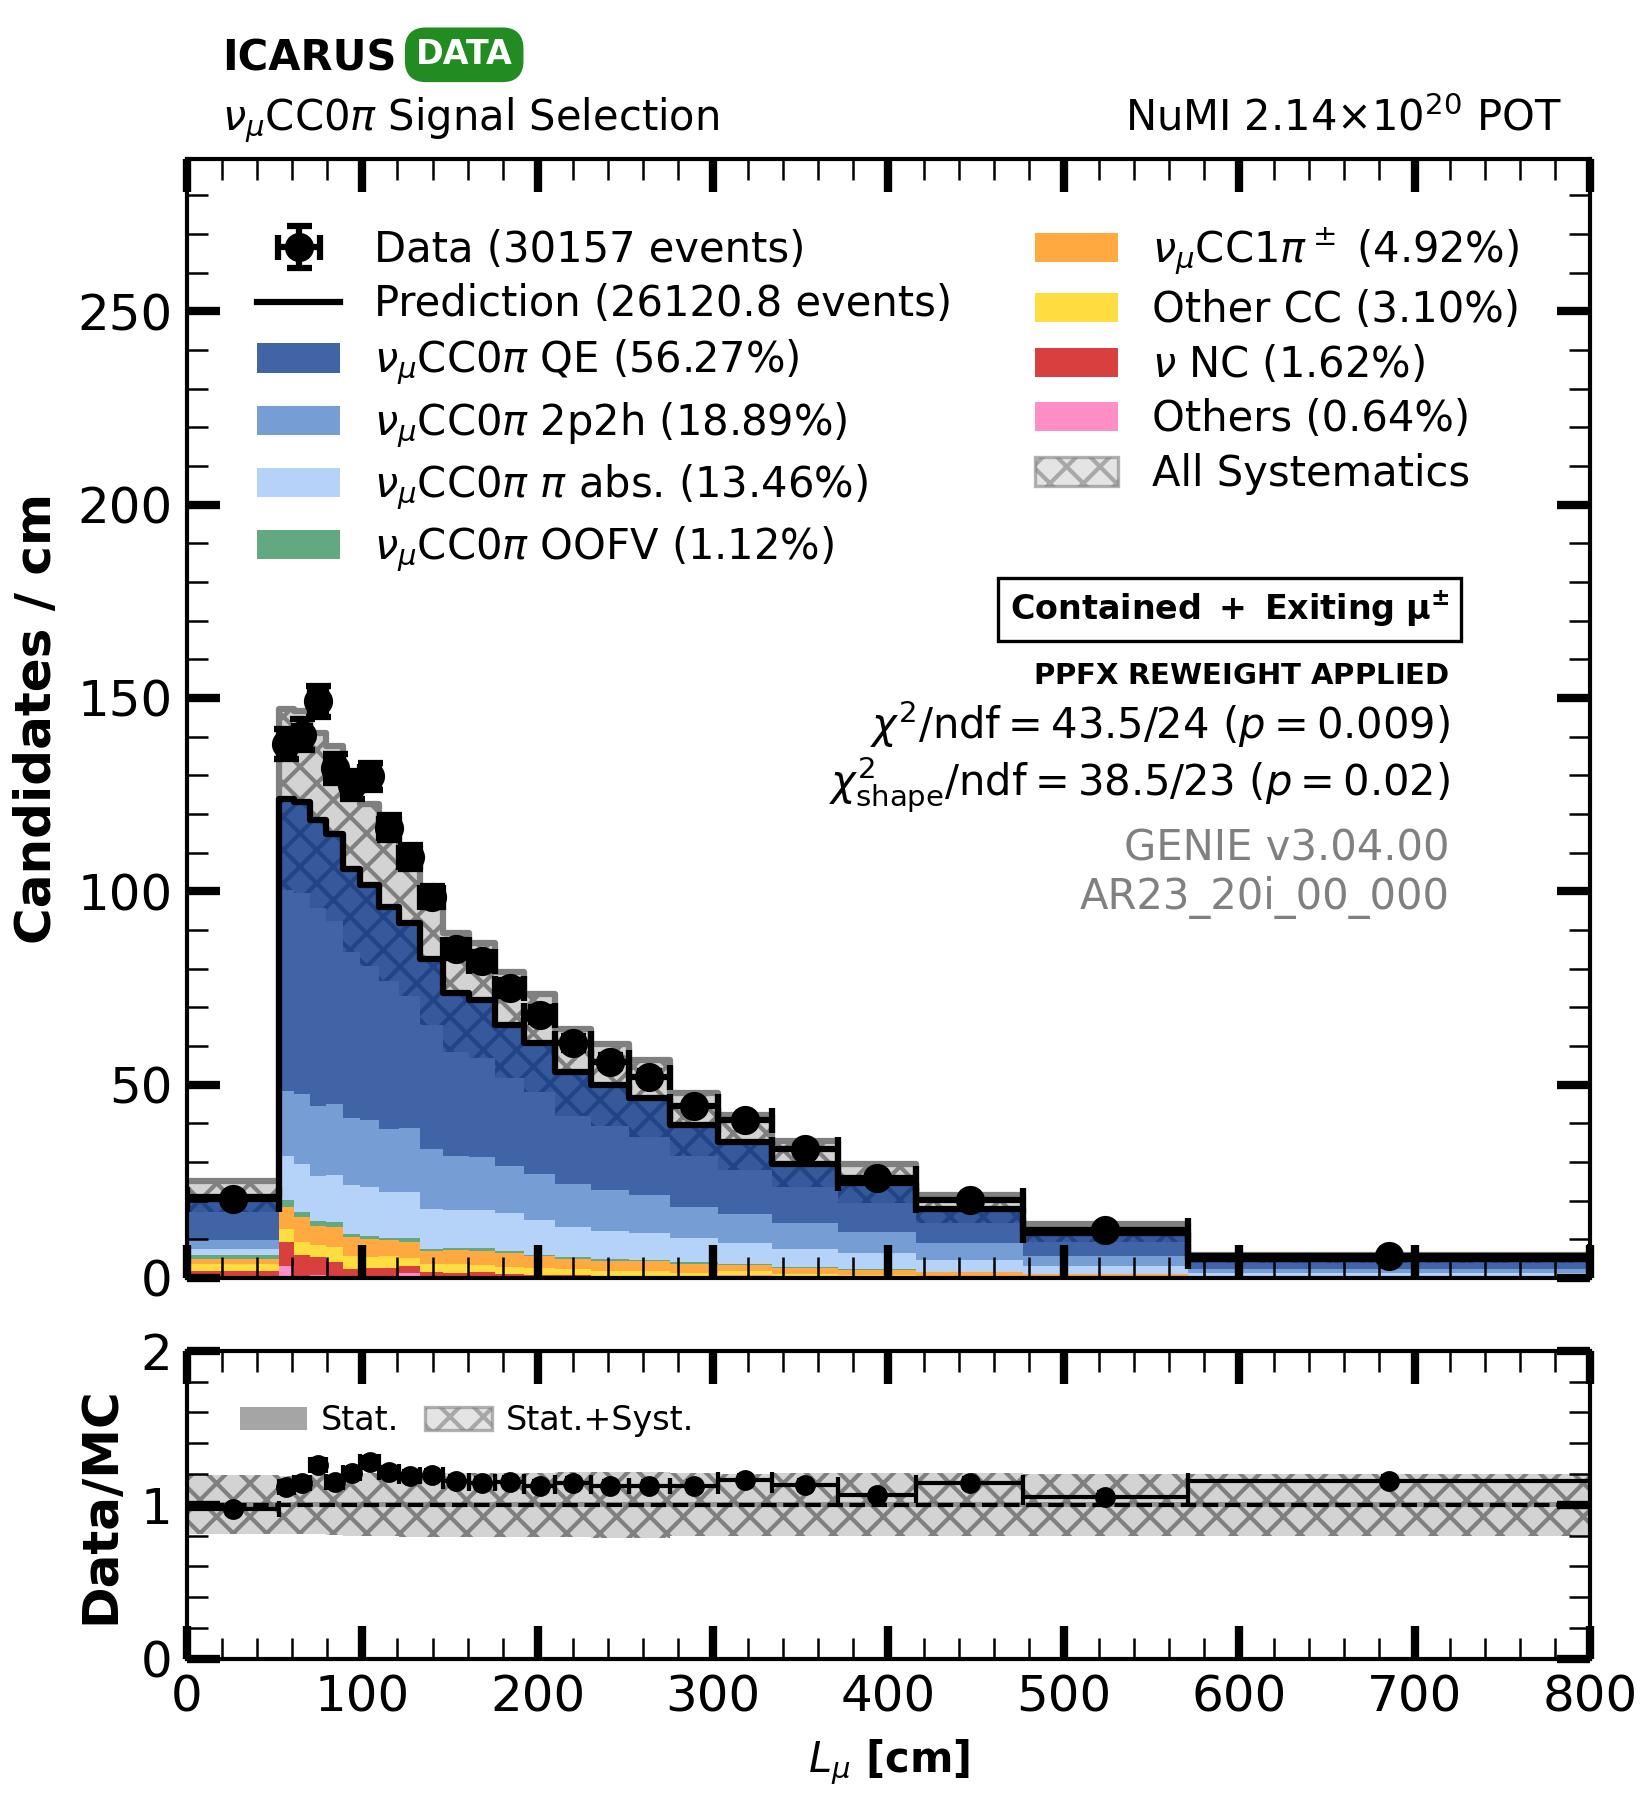 ICARUS DATA
νμCC0π Signal Selection
NuMI 2.14×10²⁰ POT
Data (30157 events)
Prediction (26120.8 events)
νμCC0π QE (56.27%)
νμCC0π 2p2h (18.89%)
νμCC0π π abs. (13.46%)
νμCC0π OOFV (1.12%)
νμCC1π± (4.92%)
Other CC (3.10%)
ν NC (1.62%)
Others (0.64%)
All Systematics
Contained + Exiting μ±
PPFX REWEIGHT APPLIED
χ²/ndf = 43.5/24 (p = 0.009)
χ²shape/ndf = 38.5/23 (p = 0.02)
GENIE v3.04.00
AR23_20i_00_000
Candidates / cm
250
200
150
100
50
0
Data/MC
2
1
0
Stat.
Stat.+Syst.
0 100 200 300 400 500 600 700 800
Lμ [cm]